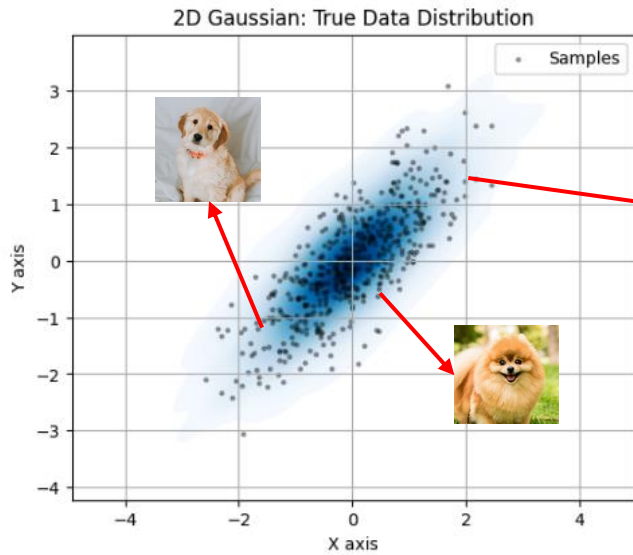 2D Gaussian: True Data Distribution
Samples
3
2
1
0
−1
−2
−3
−4
Y axis
−4 −2 0 2 4
X axis